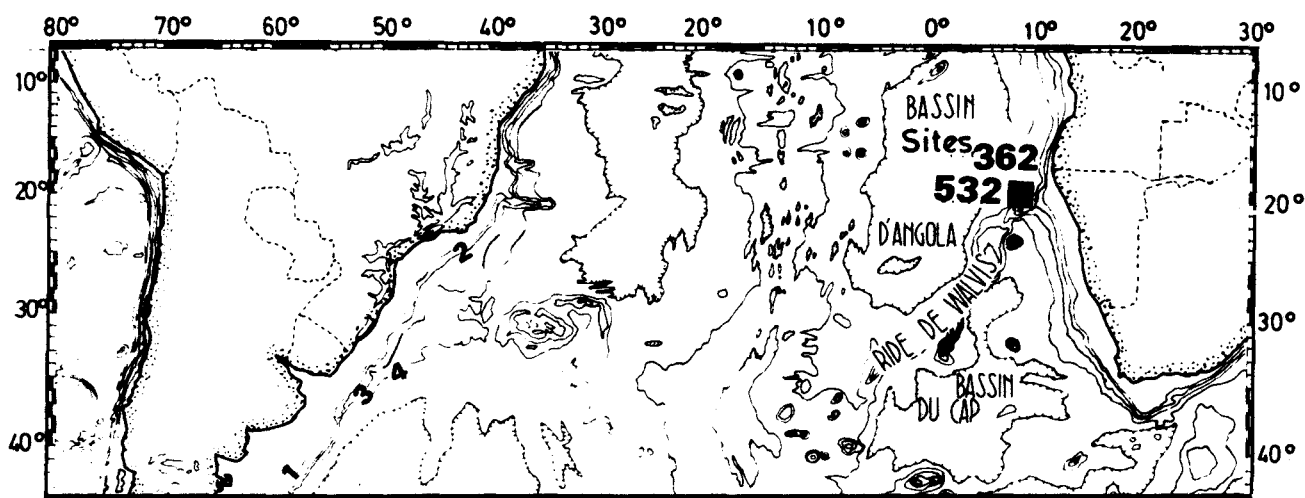 80° 70° 60° 50° 40° 30° 20° 10° 0° 10° 20° 30°
10° 10°
BASSIN
Sites 362
20° 532 20°
D'ANGOLA
2
30° RIDE DE WALVIS 30°
4
3
BASSIN
DU CAP
40° 40°
1